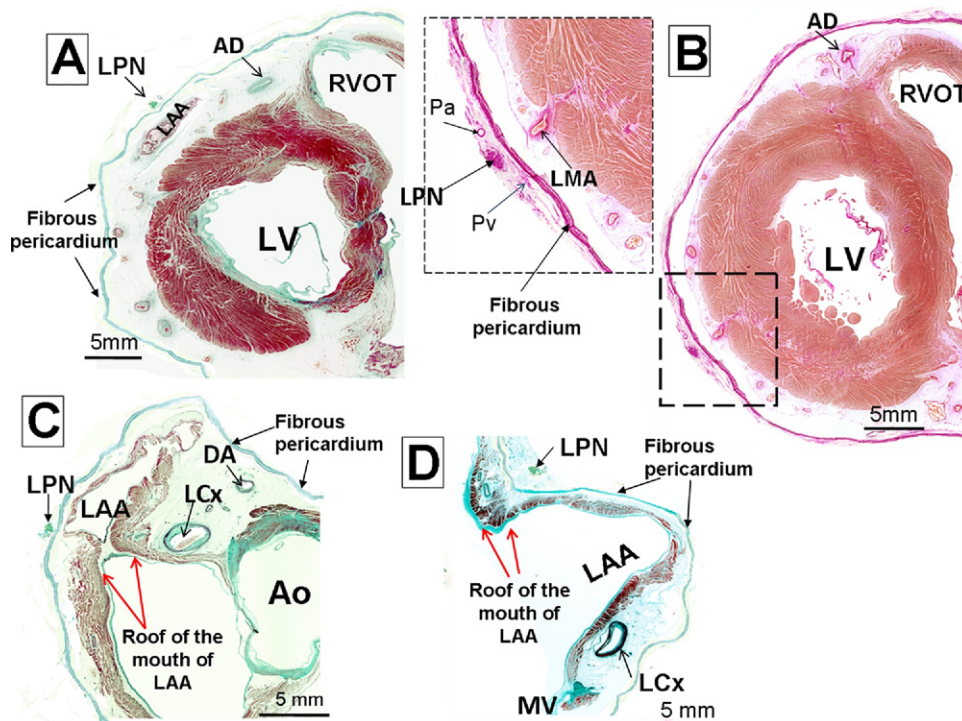 A
LPN
AD
LAA
RVOT
Fibrous
pericardium
LV
5mm
Pa
LPN
Pv
LMA
Fibrous
pericardium
B
AD
RVOT
LV
5mm
C
Fibrous
pericardium
DA
LPN
LAA
LCx
Ao
Roof of the
mouth of
LAA
5 mm
D
LPN
Fibrous
pericardium
LAA
Roof of the
mouth of
LAA
MV
LCx
5 mm